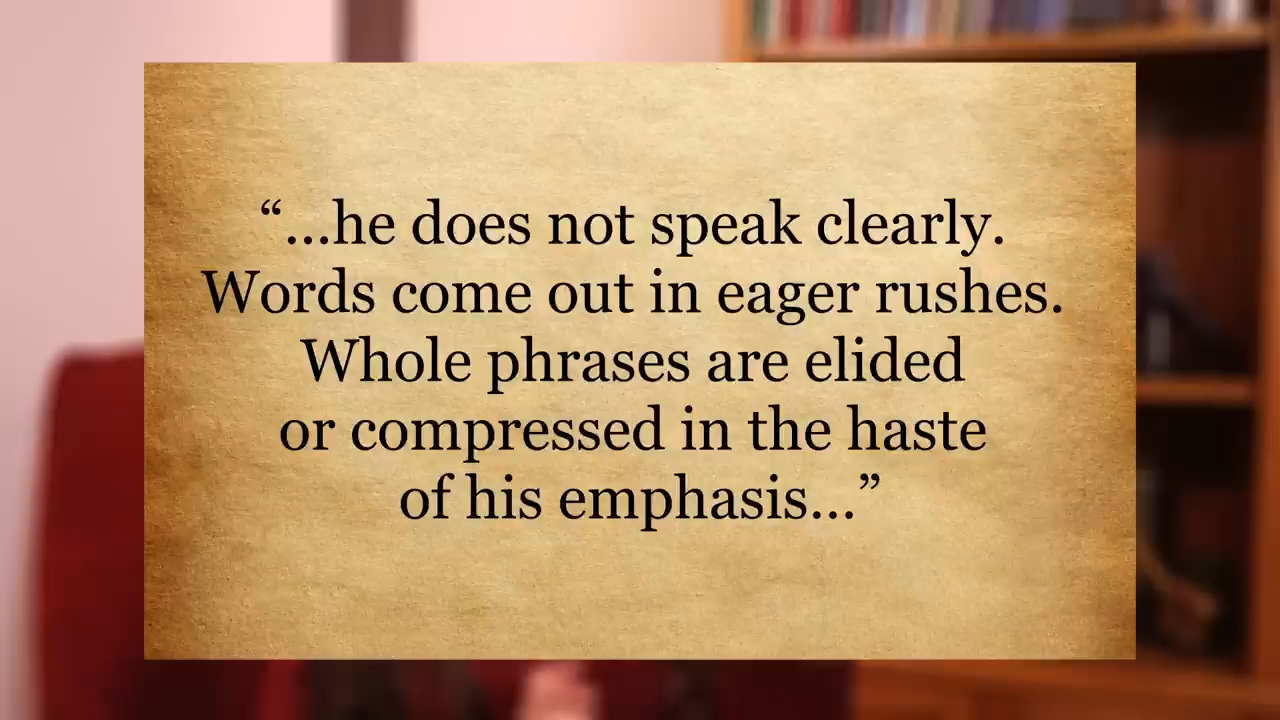 “...he does not speak clearly.
Words come out in eager rushes.
Whole phrases are elided
or compressed in the haste
of his emphasis...”